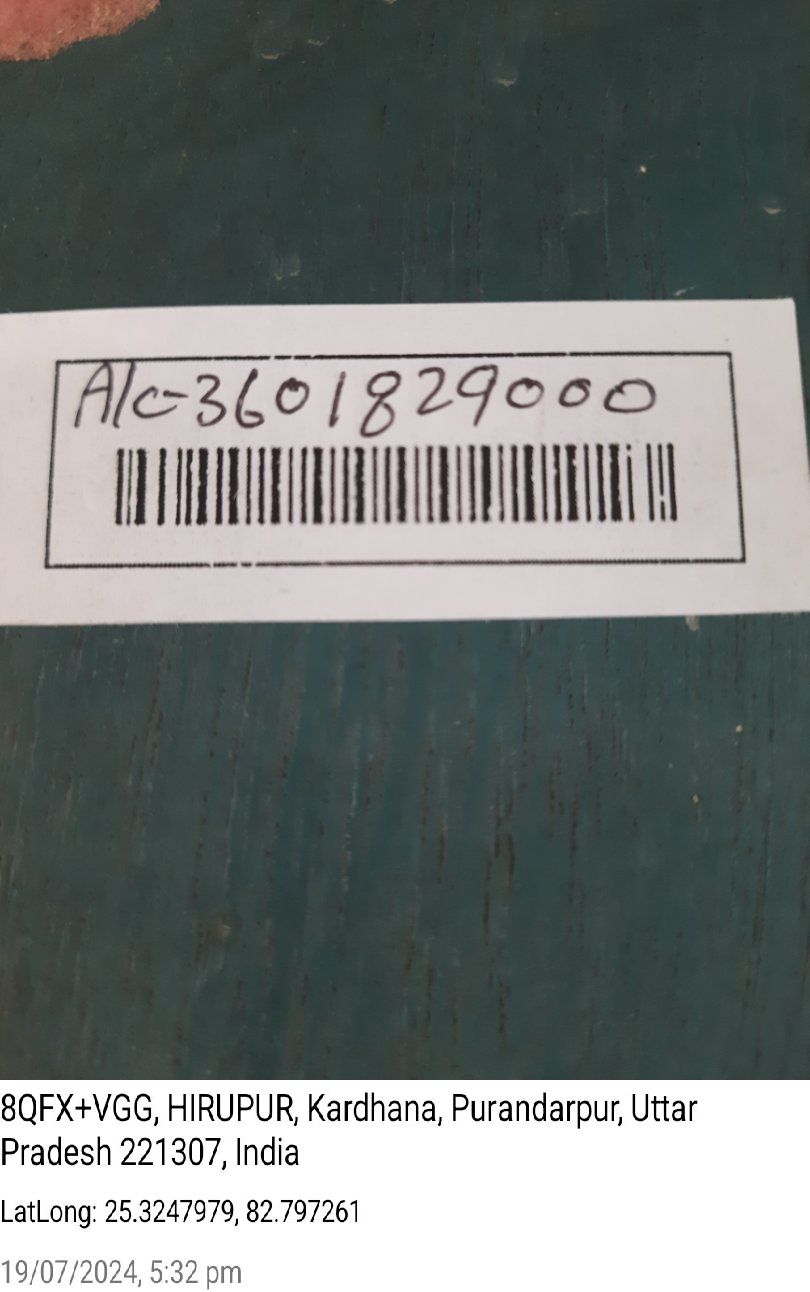 A/c-3601829000
8QFX+VGG, HIRUPUR, Kardhana, Purandarpur, Uttar
Pradesh 221307, India
LatLong: 25.3247979, 82.797261
19/07/2024, 5:32 pm